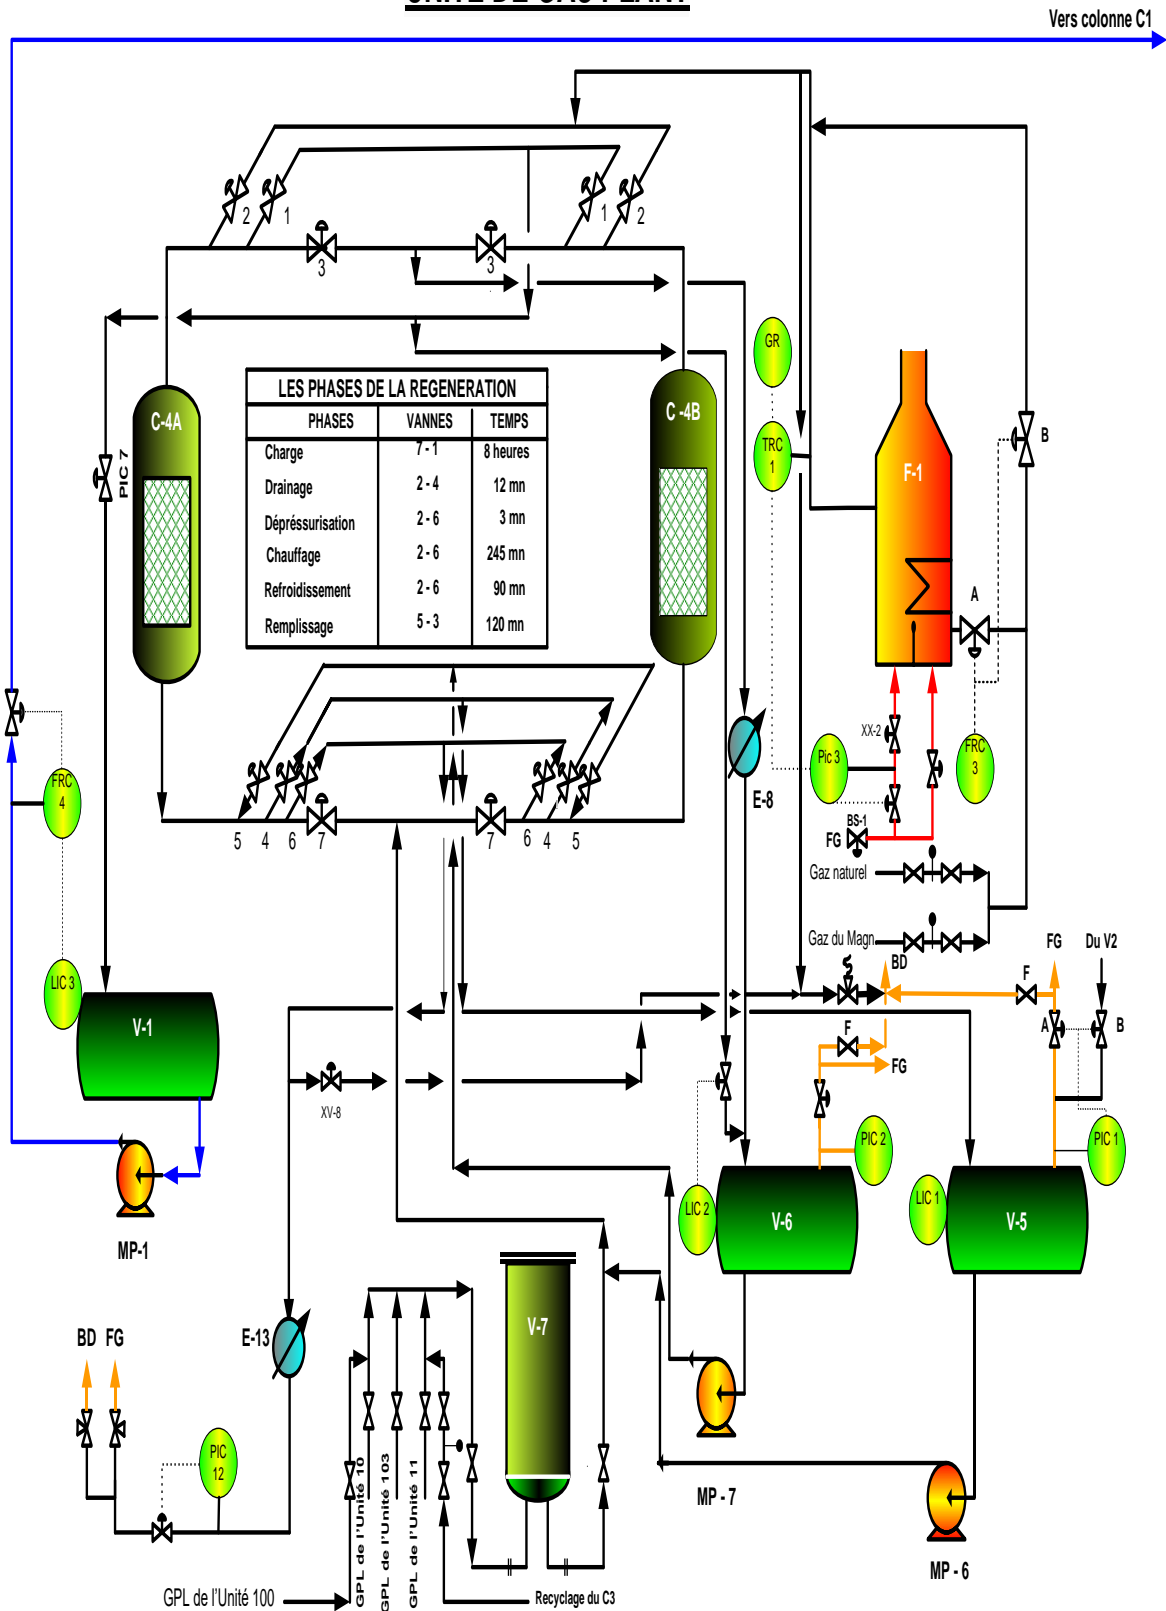 UNITE DE GAS PLANT
Vers colonne C1
2
1
1
2
3
3
GR
LES PHASES DE LA REGENERATION
PHASES VANNES TEMPS
Charge 7 - 1 8 heures
Drainage 2 - 4 12 mn
Dépréssurisation 2 - 6 3 mn
Chauffage 2 - 6 245 mn
Refroidissement 2 - 6 90 mn
Remplissage 5 - 3 120 mn
C-4A
C -4B
PIC 7
TRC
1
F-1
B
A
XX-2
Pic 3
FRC
3
E-8
FRC
4
BS-1
FG
5
4
6
7
7
6
4
5
Gaz naturel
Gaz du Magn
BD
FG
Du V2
F
LIC 3
V-1
A
B
F
FG
XV-8
PIC 2
PIC 1
LIC 2
LIC 1
V-6
V-5
MP-1
V-7
E-13
BD
FG
PIC
12
GPL de l'Unité 10
GPL de l'Unité 103
GPL de l'Unité 11
MP - 7
MP - 6
GPL de l'Unité 100
Recyclage du C3